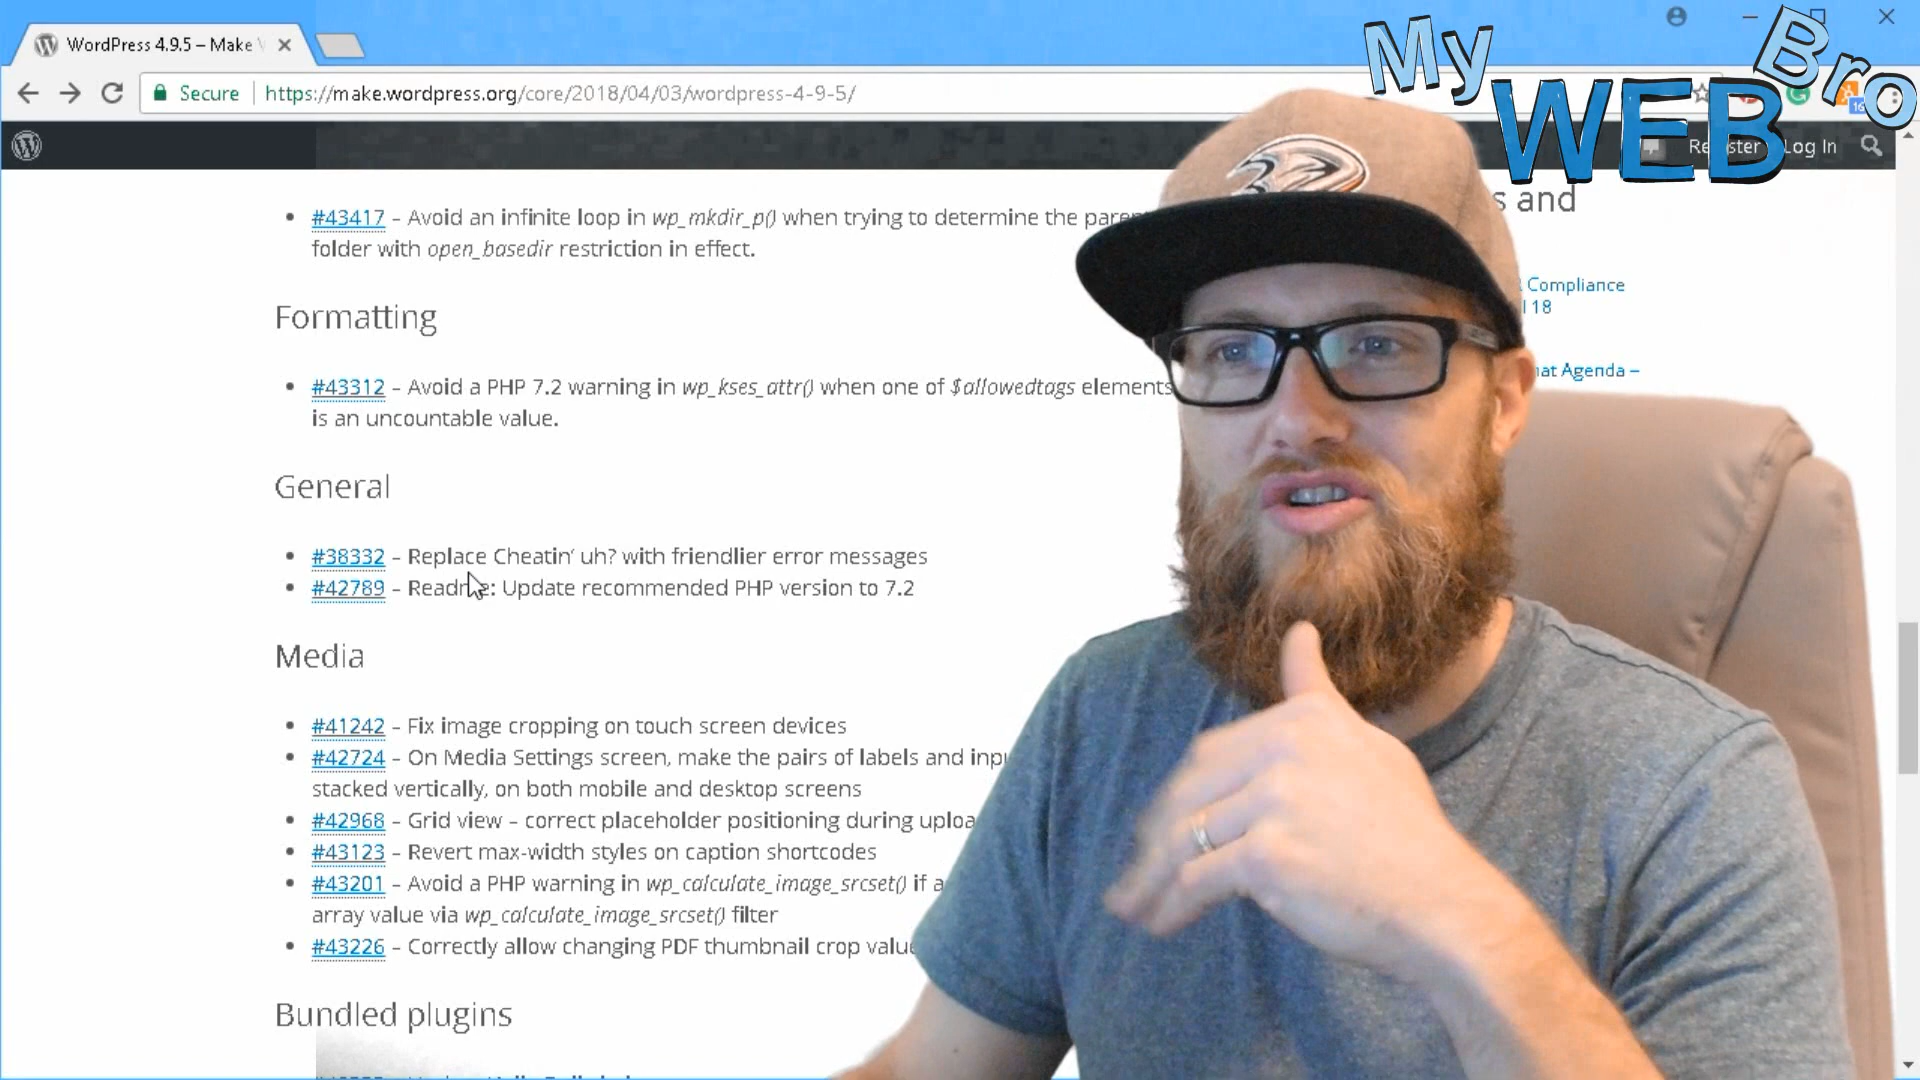 WordPress 4.9.5 – Make
My WEB Bro
Secure https://make.wordpress.org/core/2018/04/03/wordpress-4-9-5/
16
Register Log In
s and
#43417 – Avoid an infinite loop in wp_mkdir_p() when trying to determine the paren
folder with open_basedir restriction in effect.
Compliance
18
Formatting
#43312 – Avoid a PHP 7.2 warning in wp_kses_attr() when one of $allowedtags elements
is an uncountable value.
hat Agenda –
General
#38332 – Replace Cheatin’ uh? with friendlier error messages
#42789 – Readme: Update recommended PHP version to 7.2
Media
#41242 – Fix image cropping on touch screen devices
#42724 – On Media Settings screen, make the pairs of labels and inpu
stacked vertically, on both mobile and desktop screens
#42968 – Grid view – correct placeholder positioning during uploa
#43123 – Revert max-width styles on caption shortcodes
#43201 – Avoid a PHP warning in wp_calculate_image_srcset() if a
array value via wp_calculate_image_srcset() filter
#43226 – Correctly allow changing PDF thumbnail crop value
Bundled plugins